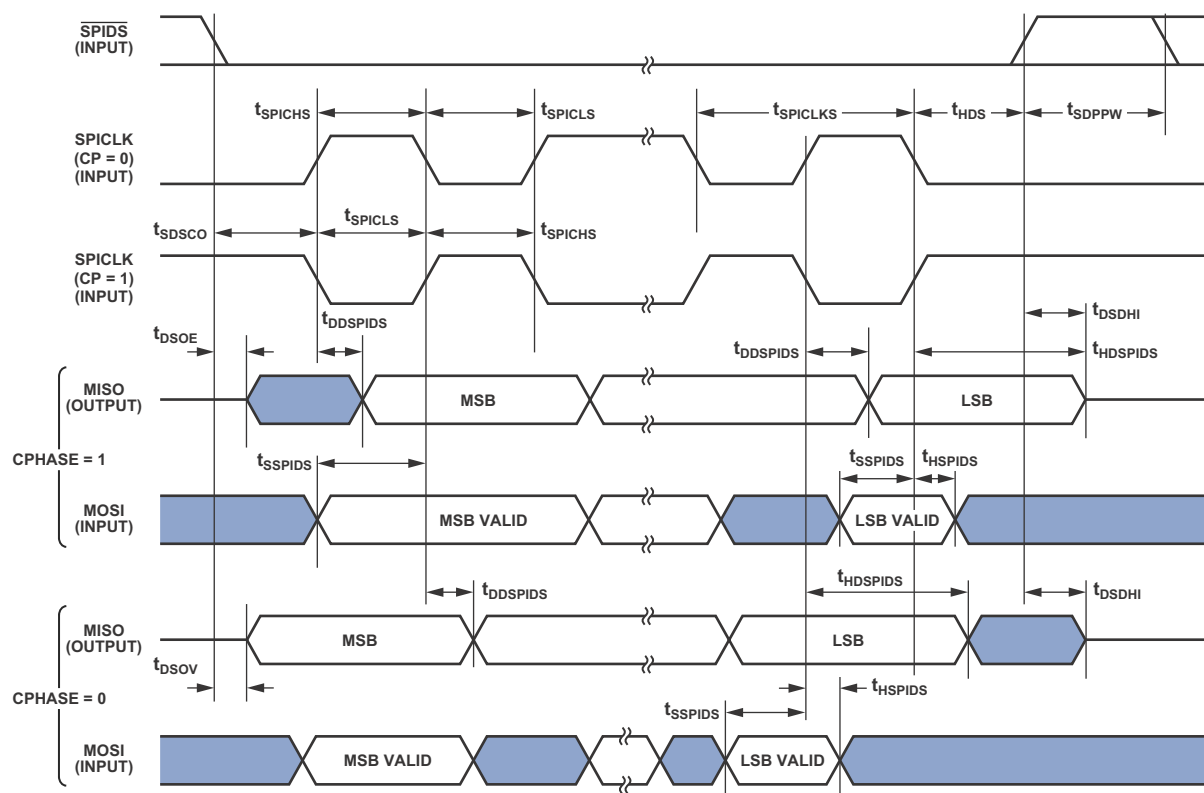 SPIDS
(INPUT)
tSPICHS
tSPICLS
tSPICLKS
tHDS
tSDPPW
SPICLK
(CP = 0)
(INPUT)
tSDSCO
tSPICLS
tSPICHS
SPICLK
(CP = 1)
(INPUT)
tDSOE
tDDSPIDS
tDDSPIDS
tDSDHI
tHDSPIDS
MISO
(OUTPUT)
MSB
LSB
CPHASE = 1
tSSPIDS
tSSPIDS
tHSPIDS
MOSI
(INPUT)
MSB VALID
LSB VALID
tDDSPIDS
tHDSPIDS
tDSDHI
MISO
(OUTPUT)
MSB
LSB
tDSOV
CPHASE = 0
tSSPIDS
tHSPIDS
MOSI
(INPUT)
MSB VALID
LSB VALID